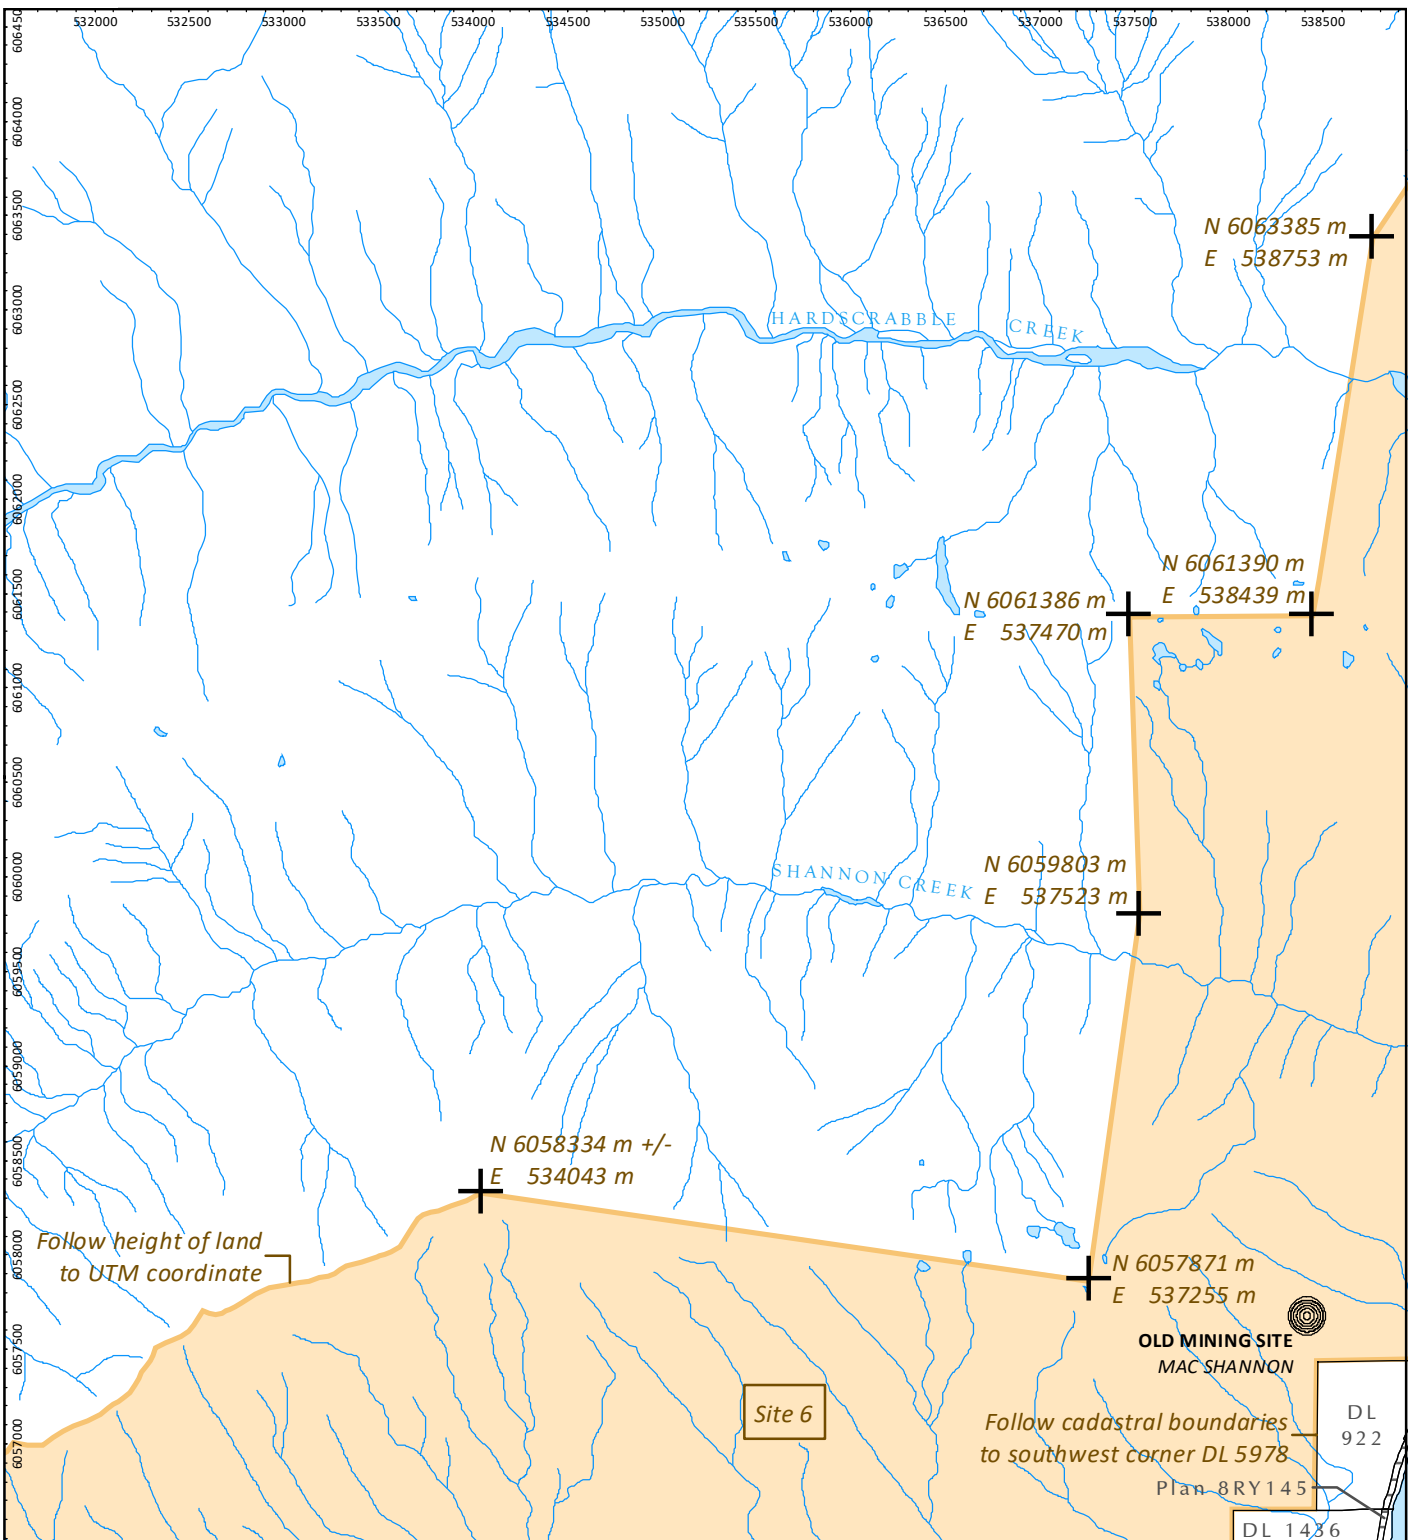 532000 532500 533000 533500 534000 534500 535000 535500 536000 536500 537000 537500 538000 538500
606450
6064000
6063500
N 6063385 m
E 538753 m
6063000
HARDSCRABBLE CREEK
6062500
6062000
N 6061390 m
E 538439 m
6061500
N 6061386 m
E 537470 m
6061000
6060500
6060000
SHANNON CREEK
N 6059803 m
E 537523 m
6059500
6059000
6058500
N 6058334 m +/-
E 534043 m
6058000
Follow height of land
to UTM coordinate
N 6057871 m
E 537255 m
OLD MINING SITE
MAC SHANNON
6057500
Site 6
Follow cadastral boundaries
to southwest corner DL 5978
DL
922
6057000
Plan 8RY145
DL 1436